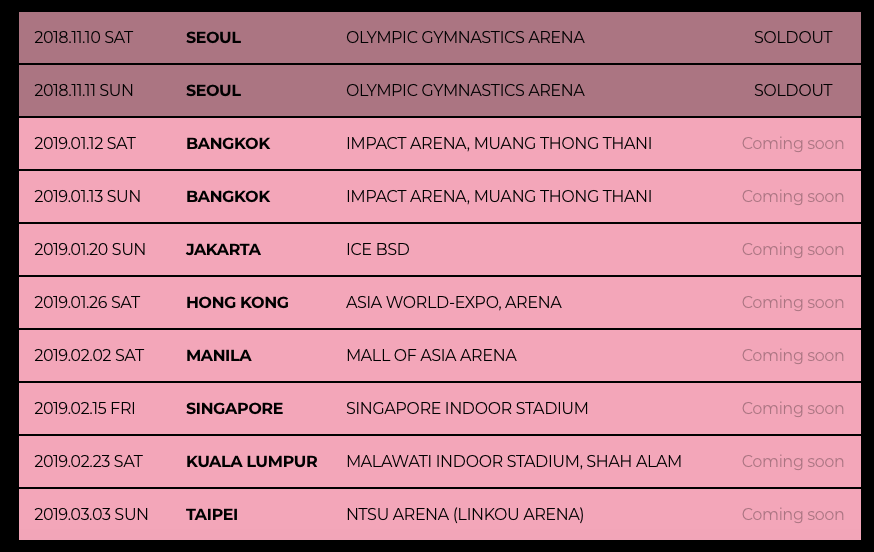 2018.11.10 SAT SEOUL OLYMPIC GYMNASTICS ARENA SOLDOUT
2018.11.11 SUN SEOUL OLYMPIC GYMNASTICS ARENA SOLDOUT
2019.01.12 SAT BANGKOK IMPACT ARENA, MUANG THONG THANI Coming soon
2019.01.13 SUN BANGKOK IMPACT ARENA, MUANG THONG THANI Coming soon
2019.01.20 SUN JAKARTA ICE BSD Coming soon
2019.01.26 SAT HONG KONG ASIA WORLD-EXPO, ARENA Coming soon
2019.02.02 SAT MANILA MALL OF ASIA ARENA Coming soon
2019.02.15 FRI SINGAPORE SINGAPORE INDOOR STADIUM Coming soon
2019.02.23 SAT KUALA LUMPUR MALAWATI INDOOR STADIUM, SHAH ALAM Coming soon
2019.03.03 SUN TAIPEI NTSU ARENA (LINKOU ARENA) Coming soon